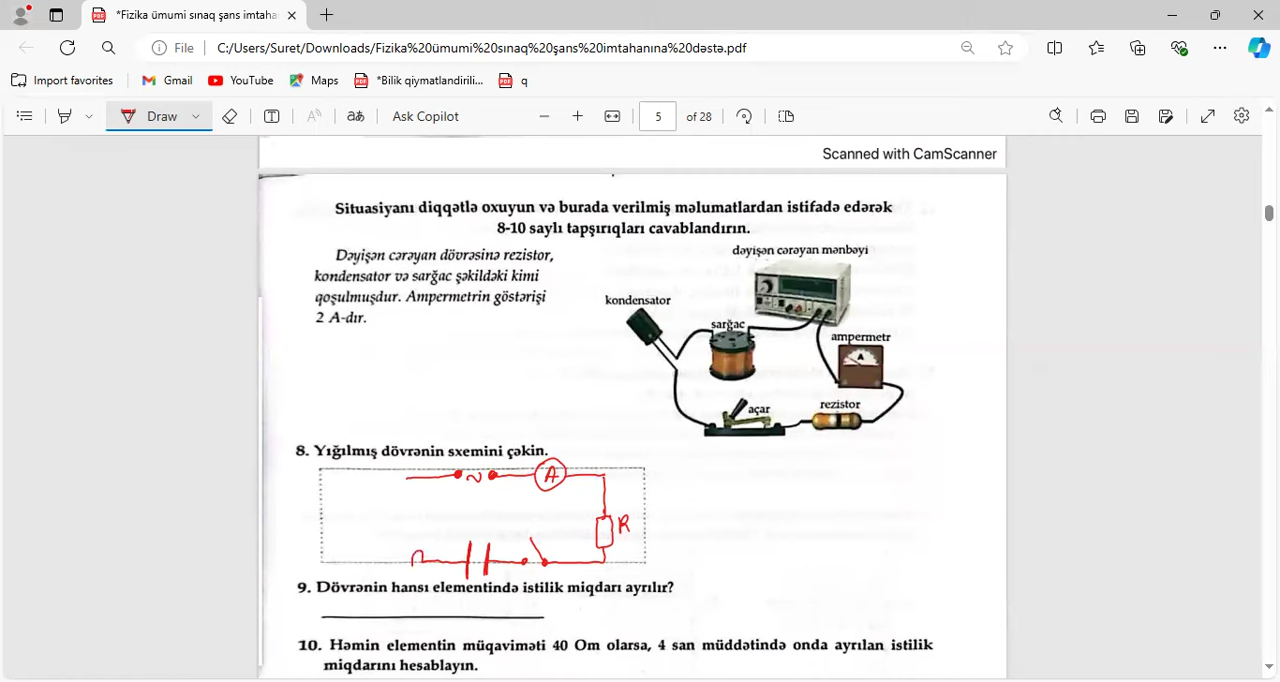 *Fizika ümumi sınaq şans imtaha
File C:/Users/Suret/Downloads/Fizika%20ümumi%20sınaq%20şans%20imtahanına%20dəstə.pdf
Import favorites Gmail YouTube Maps *Bilik qiymətləndirili... q
Draw aあ Ask Copilot 5 of 28
Scanned with CamScanner
Situasiyanı diqqətlə oxuyun və burada verilmiş məlumatlardan istifadə edərək
8-10 saylı tapşırıqları cavablandırın.
Dəyişən cərəyan dövrəsinə rezistor,
kondensator və sarğac şəkildəki kimi
qoşulmuşdur. Ampermetrin göstərişi
2 A-dır.
dəyişən cərəyan mənbəyi
kondensator
sarğac
ampermetr
A
açar
rezistor
8. Yığılmış dövrənin sxemini çəkin.
~ A
R
9. Dövrənin hansı elementində istilik miqdarı ayrılır?
10. Həmin elementin müqaviməti 40 Om olarsa, 4 san müddətində onda ayrılan istilik
miqdarını hesablayın.